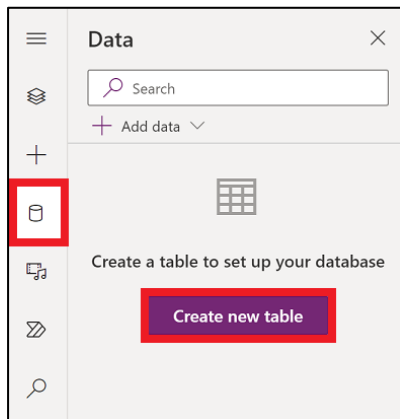 Data
Search
Add data
Create a table to set up your database
Create new table